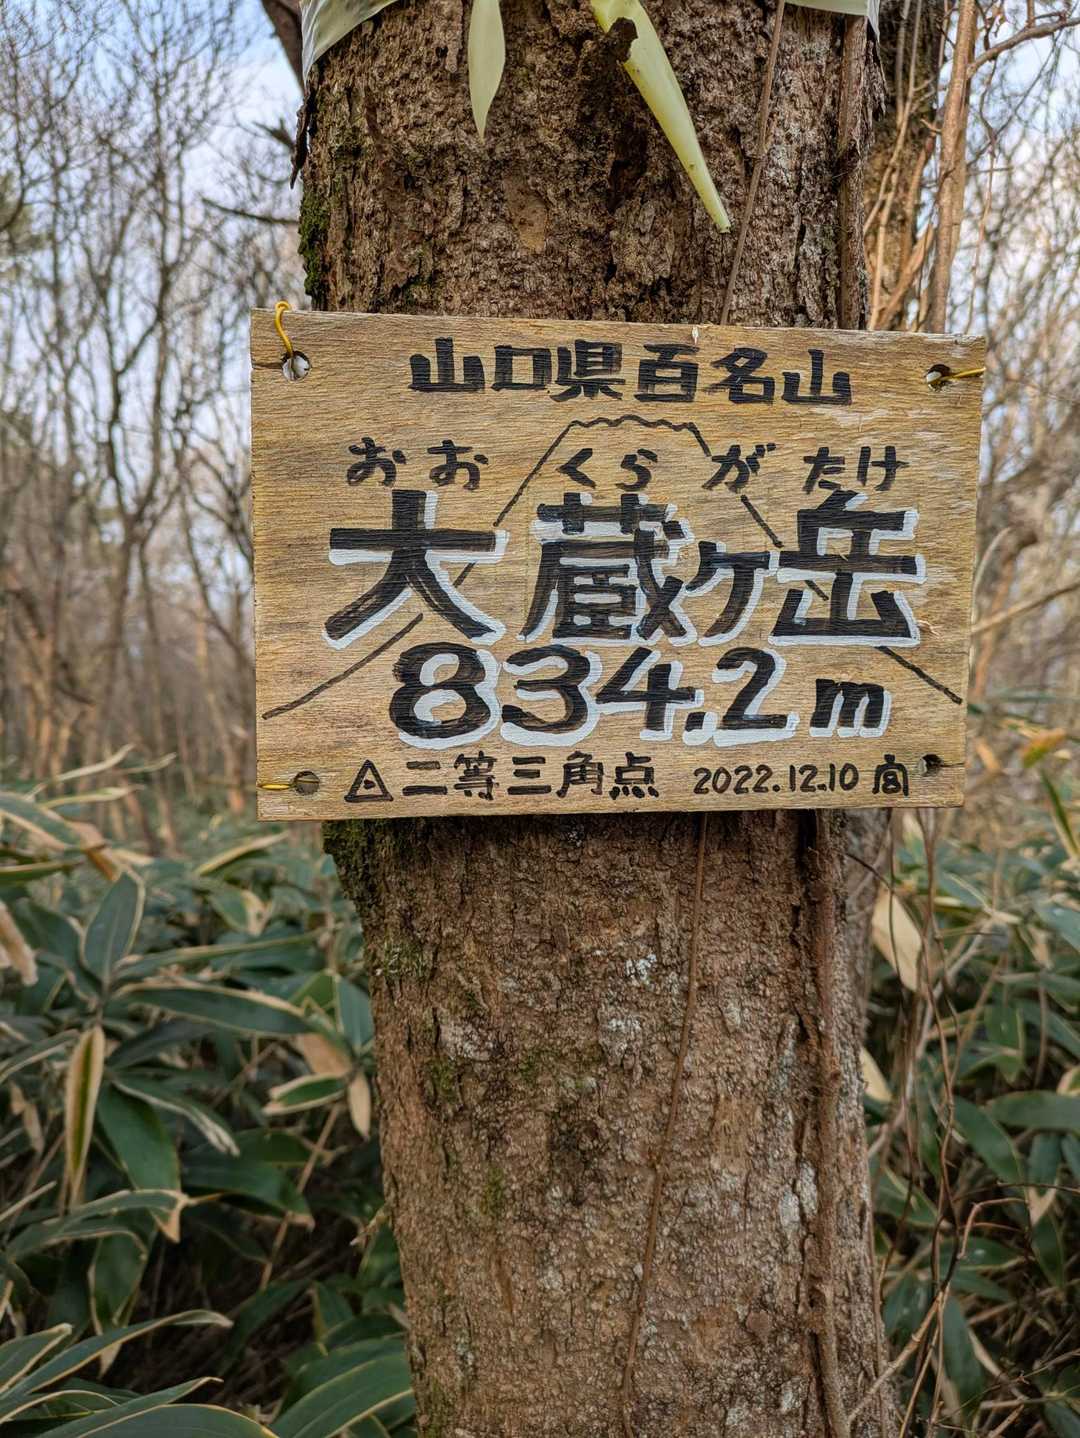 山口県百名山
おおくらがたけ
大蔵ヶ岳
834.2m
二等三角点 2022.12.10 宮